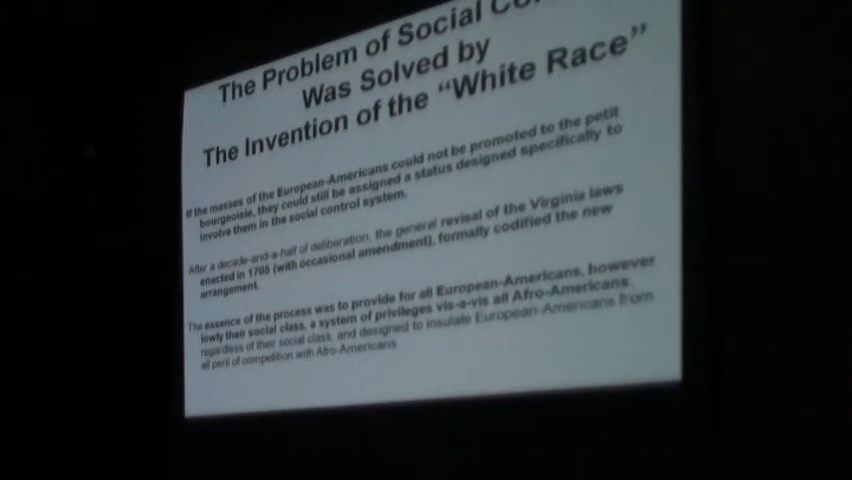 The Problem of Social
Was Solved by
The Invention of the “White Race”
If the masses of the European-Americans could not be promoted to the petit
bourgeoisie, they could still be assigned a status designed specifically to
involve them in the social control system.
After a decade-and-a-half of deliberation, the general revisal of the Virginia laws
enacted in 1705 (with occasional amendment), formally codified the new
arrangement.
The essence of the process was to provide for all European-Americans, however
lowly their social class, a system of privileges vis-a-vis all Afro-Americans,
regardless of their social class, and designed to insulate European-Americans from
all peril of competition with Afro-Americans